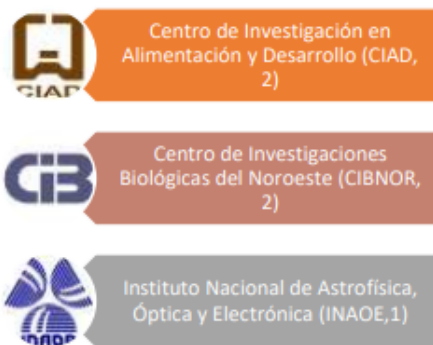 Centro de Investigación en
Alimentación y Desarrollo (CIAD,
2)
CIAD
Centro de Investigaciones
Biológicas del Noroeste (CIBNOR,
2)
CiB
Instituto Nacional de Astrofísica,
Óptica y Electrónica (INAOE,1)
INAOE